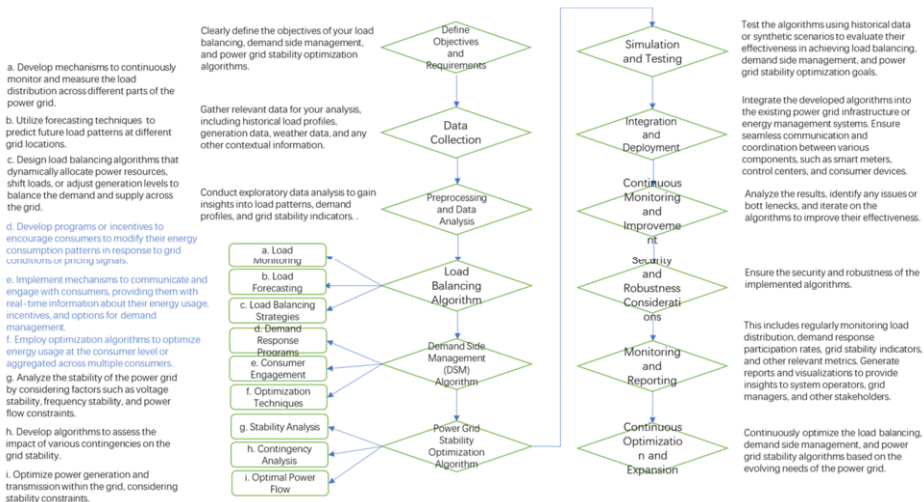 a. Develop mechanisms to continuously
monitor and measure the load
distribution across different parts of the
power grid.
b. Utilize forecasting techniques to
predict future load patterns at different
grid locations.
c. Design load balancing algorithms that
dynamically allocate power resources,
shift loads, or adjust generation levels to
balance the demand and supply across
the grid.
d. Develop programs or incentives to
encourage consumers to modify their energy
consumption patterns in response to grid
conditions or pricing signals.
e. Implement mechanisms to communicate and
engage with consumers, providing them with
real-time information about their energy usage,
incentives, and options for demand
management.
f. Employ optimization algorithms to optimize
energy usage at the consumer level or
aggregated across multiple consumers.
g. Analyze the stability of the power grid
by considering factors such as voltage
stability, frequency stability, and power
flow constraints.
h. Develop algorithms to assess the
impact of various contingencies on the
grid stability.
i. Optimize power generation and
transmission within the grid, considering
stability constraints.
Clearly define the objectives of your load
balancing, demand side management,
and power grid stability optimization
algorithms.
Gather relevant data for your analysis,
including historical load profiles,
generation data, weather data, and any
other contextual information.
Conduct exploratory data analysis to gain
insights into load patterns, demand
profiles, and grid stability indicators. .
a. Load
Monitoring
b. Load
Forecasting
c. Load Balancing
Strategies
d. Demand
Response
Programs
e. Consumer
Engagement
f. Optimization
Techniques
g. Stability Analysis
h. Contingency
Analysis
i. Optimal Power
Flow
Define
Objectives
and
Requirements
Data
Collection
Preprocessing
and Data
Analysis
Load
Balancing
Algorithm
Demand Side
Management
(DSM)
Algorithm
Power Grid
Stability
Optimization
Algorithm
Simulation
and Testing
Integration
and
Deployment
Continuous
Monitoring
and
Improveme
nt
Security
and
Robustness
Considerati
ons
Monitoring
and
Reporting
Continuous
Optimizatio
n and
Expansion
Test the algorithms using historical data
or synthetic scenarios to evaluate their
effectiveness in achieving load balancing,
demand side management, and power
grid stability optimization goals.
Integrate the developed algorithms into
the existing power grid infrastructure or
energy management systems. Ensure
seamless communication and
coordination between various
components, such as smart meters,
control centers, and consumer devices.
Analyze the results, identify any issues or
bott lenecks, and iterate on the
algorithms to improve their effectiveness.
Ensure the security and robustness of the
implemented algorithms.
This includes regularly monitoring load
distribution, demand response
participation rates, grid stability indicators,
and other relevant metrics. Generate
reports and visualizations to provide
insights to system operators, grid
managers, and other stakeholders.
Continuously optimize the load balancing,
demand side management, and power
grid stability algorithms based on the
evolving needs of the power grid.